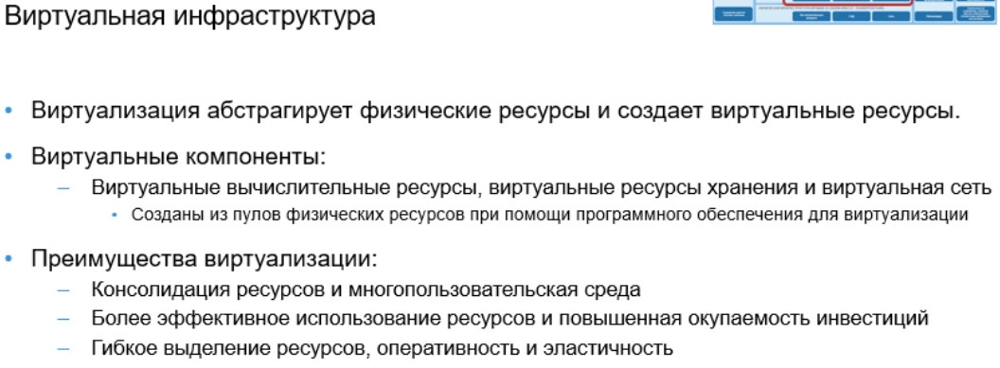 Виртуальная инфраструктура
• Виртуализация абстрагирует физические ресурсы и создает виртуальные ресурсы.
• Виртуальные компоненты:
– Виртуальные вычислительные ресурсы, виртуальные ресурсы хранения и виртуальная сеть
• Созданы из пулов физических ресурсов при помощи программного обеспечения для виртуализации
• Преимущества виртуализации:
– Консолидация ресурсов и многопользовательская среда
– Более эффективное использование ресурсов и повышенная окупаемость инвестиций
– Гибкое выделение ресурсов, оперативность и эластичность